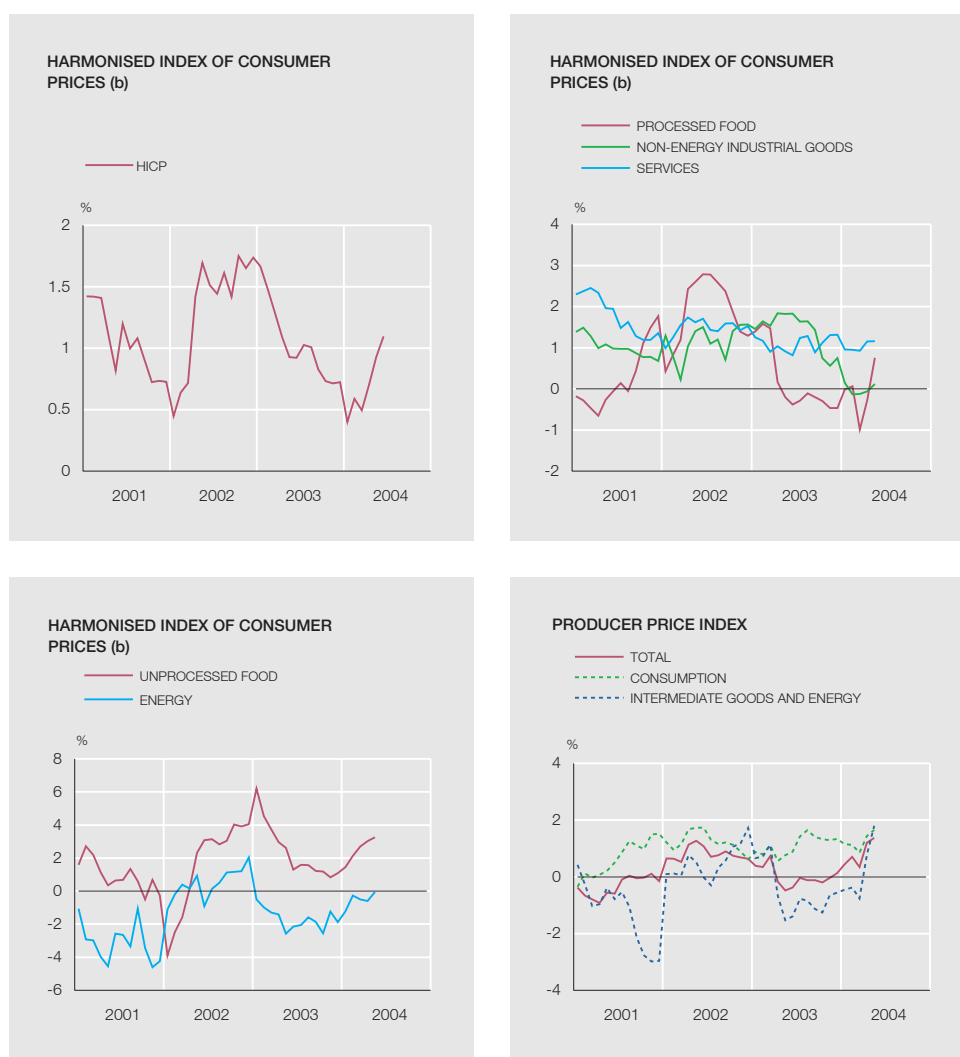 HARMONISED INDEX OF CONSUMER
PRICES (b)
HICP
%
2
1.5
1
0.5
0
2001 2002 2003 2004
HARMONISED INDEX OF CONSUMER
PRICES (b)
PROCESSED FOOD
NON-ENERGY INDUSTRIAL GOODS
SERVICES
%
4
3
2
1
0
-1
-2
2001 2002 2003 2004
HARMONISED INDEX OF CONSUMER
PRICES (b)
UNPROCESSED FOOD
ENERGY
%
8
6
4
2
0
-2
-4
-6
2001 2002 2003 2004
PRODUCER PRICE INDEX
TOTAL
CONSUMPTION
INTERMEDIATE GOODS AND ENERGY
%
4
2
0
-2
-4
2001 2002 2003 2004